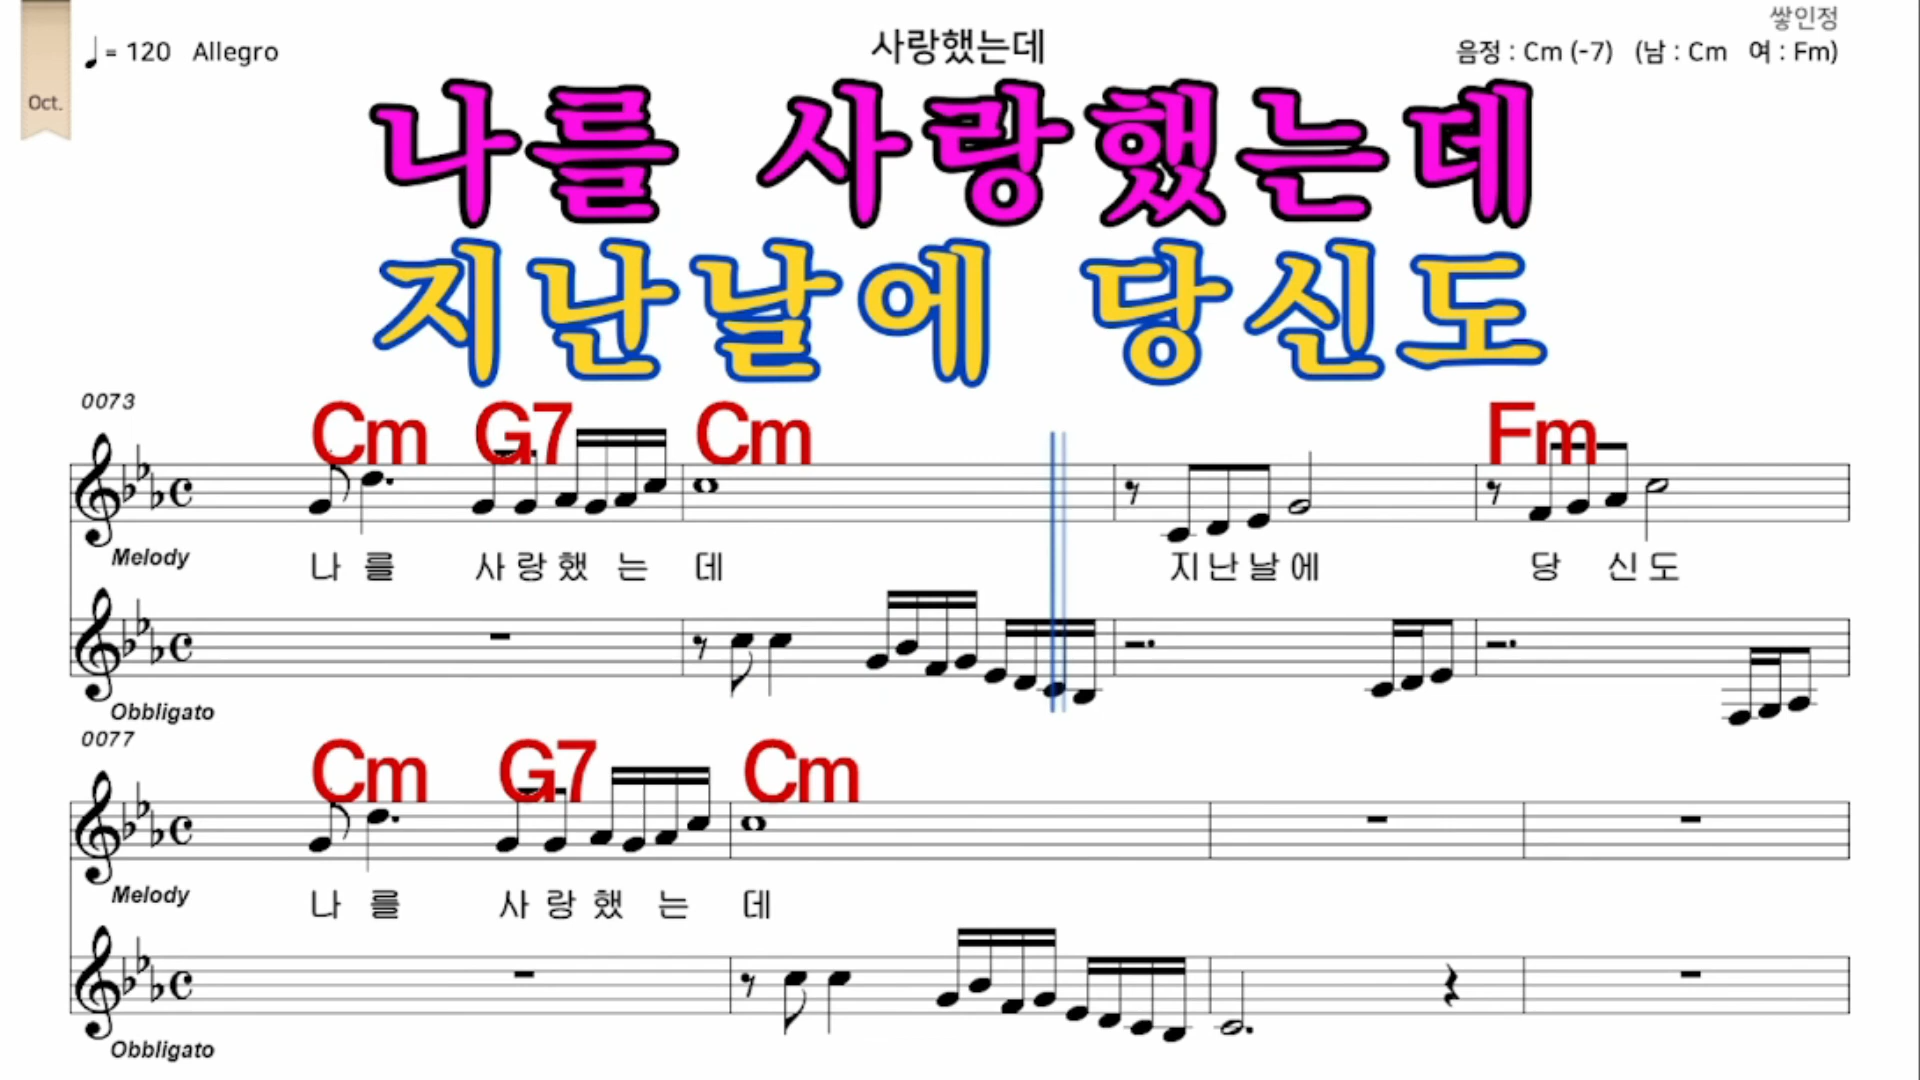 쌓인정
♩= 120 Allegro
사랑했는데
음정 : Cm (-7) (남 : Cm 여 : Fm)
Oct.
나를 사랑했는데
지난날에 당신도
0073
Cm G7 Cm Fm
Melody
나 를 사 랑 했 는 데 지 난 날 에 당 신 도
Obbligato
0077
Cm G7 Cm
Melody
나 를 사 랑 했 는 데
Obbligato